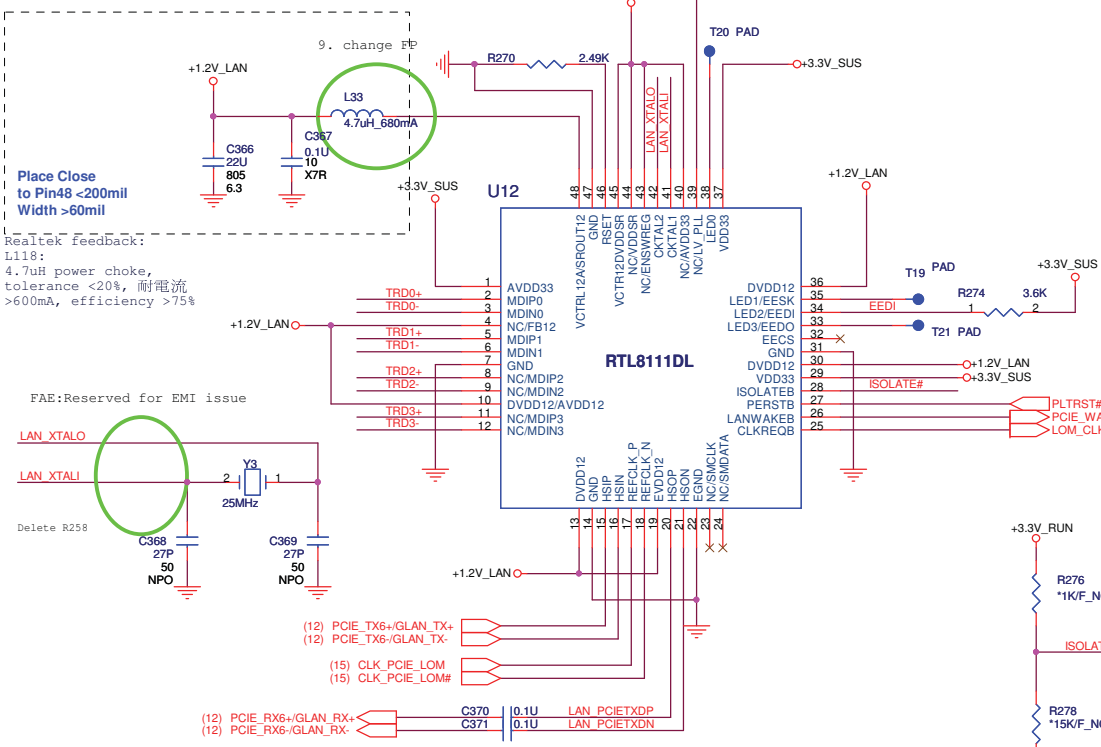 9. change FP
+1.2V_LAN
L33
4.7uH_680mA
C366
22U
805
6.3
C367
0.1U
10
X7R
Place Close
to Pin48 <200mil
Width >60mil
Realtek feedback:
L118:
4.7uH power choke,
tolerance <20%, 耐電流
>600mA, efficiency >75%
R270
2.49K
T20 PAD
+3.3V_SUS
LAN_XTALO
LAN_XTALI
+3.3V_SUS
U12
+1.2V_LAN
48
47
46
45
44
43
42
41
40
39
38
37
VCTRL12A/SROUT12
GND
RSET
VCTR12DVDDSR
NC/VDDSR
NC/ENSWREG
CKTAL2
CKTAL1
NC/AVDD33
NC/LV_PLL
LED0
VDD33
1 AVDD33
TRD0+ 2 MDIP0
TRD0- 3 MDIN0
+1.2V_LAN 4 NC/FB12
TRD1+ 5 MDIP1
TRD1- 6 MDIN1
7 GND
TRD2+ 8 NC/MDIP2
TRD2- 9 NC/MDIN2
10 DVDD12/AVDD12
TRD3+ 11 NC/MDIP3
TRD3- 12 NC/MDIN3
RTL8111DL
DVDD12 36
LED1/EESK 35 T19 PAD
LED2/EEDI 34 EEDI 1 R274 3.6K 2 +3.3V_SUS
LED3/EEDO 33 T21 PAD
EECS 32
GND 31
DVDD12 30 +1.2V_LAN
VDD33 29 +3.3V_SUS
ISOLATEB 28 ISOLATE#
PERSTB 27 PLTRST#
LANWAKEB 26 PCIE_WA
CLKREQB 25 LOM_CLK
DVDD12
GND
HSIP
HSIN
REFCLK_P
REFCLK_N
EVDD12
HSOP
HSON
EGND
NC/SMCLK
NC/SMDATA
13
14
15
16
17
18
19
20
21
22
23
24
FAE:Reserved for EMI issue
LAN_XTALO
LAN_XTALI
2 Y3 1
25MHz
Delete R258
C368
27P
50
NPO
C369
27P
50
NPO
+1.2V_LAN
(12) PCIE_TX6+/GLAN_TX+
(12) PCIE_TX6-/GLAN_TX-
(15) CLK_PCIE_LOM
(15) CLK_PCIE_LOM#
(12) PCIE_RX6+/GLAN_RX+ C370 0.1U LAN_PCIETXDP
(12) PCIE_RX6-/GLAN_RX- C371 0.1U LAN_PCIETXDN
+3.3V_RUN
R276
*1K/F_N
ISOLAT
R278
*15K/F_N